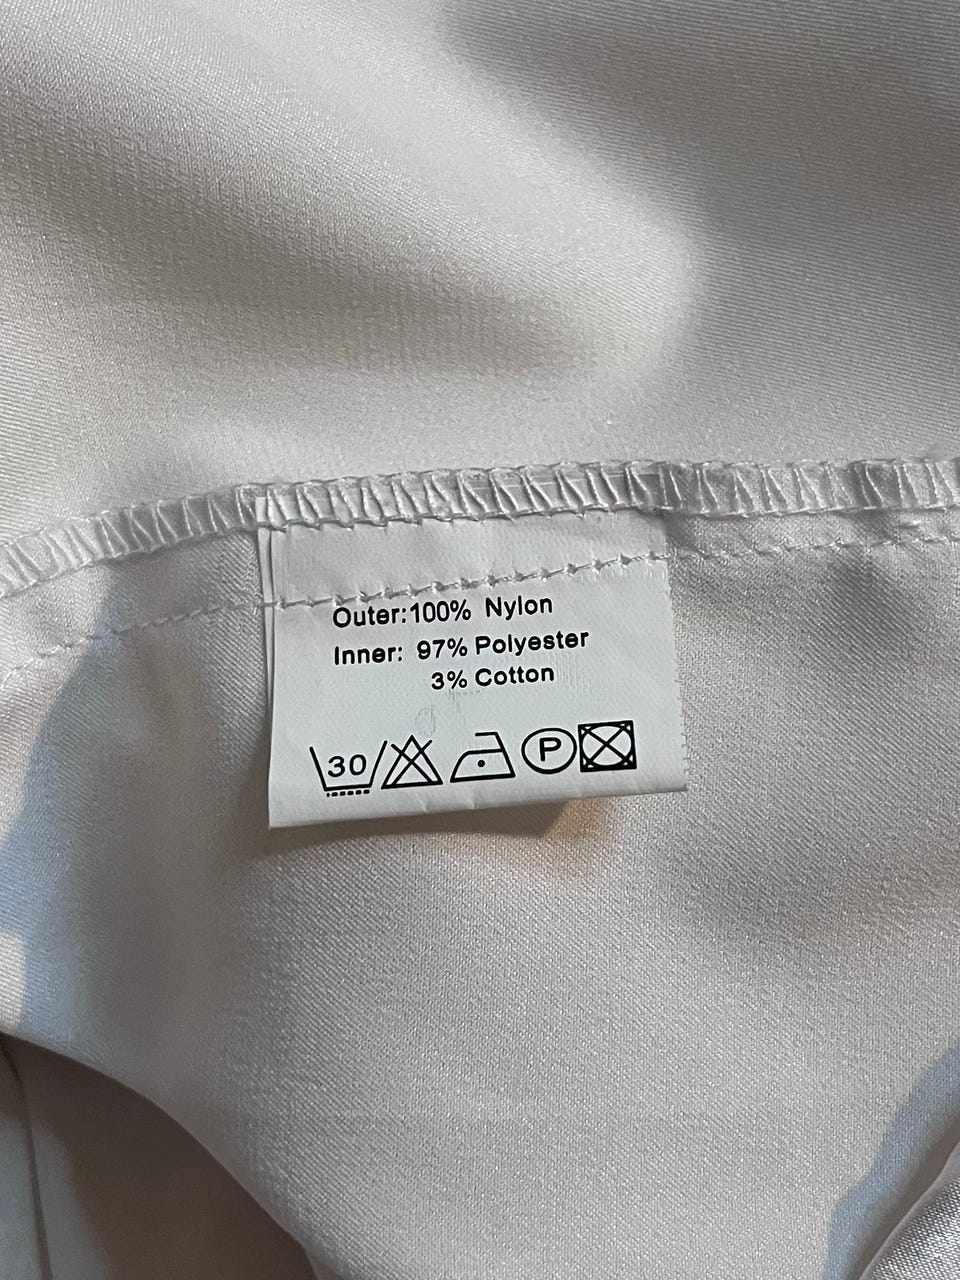 Outer:100% Nylon
Inner: 97% Polyester
3% Cotton
30 P